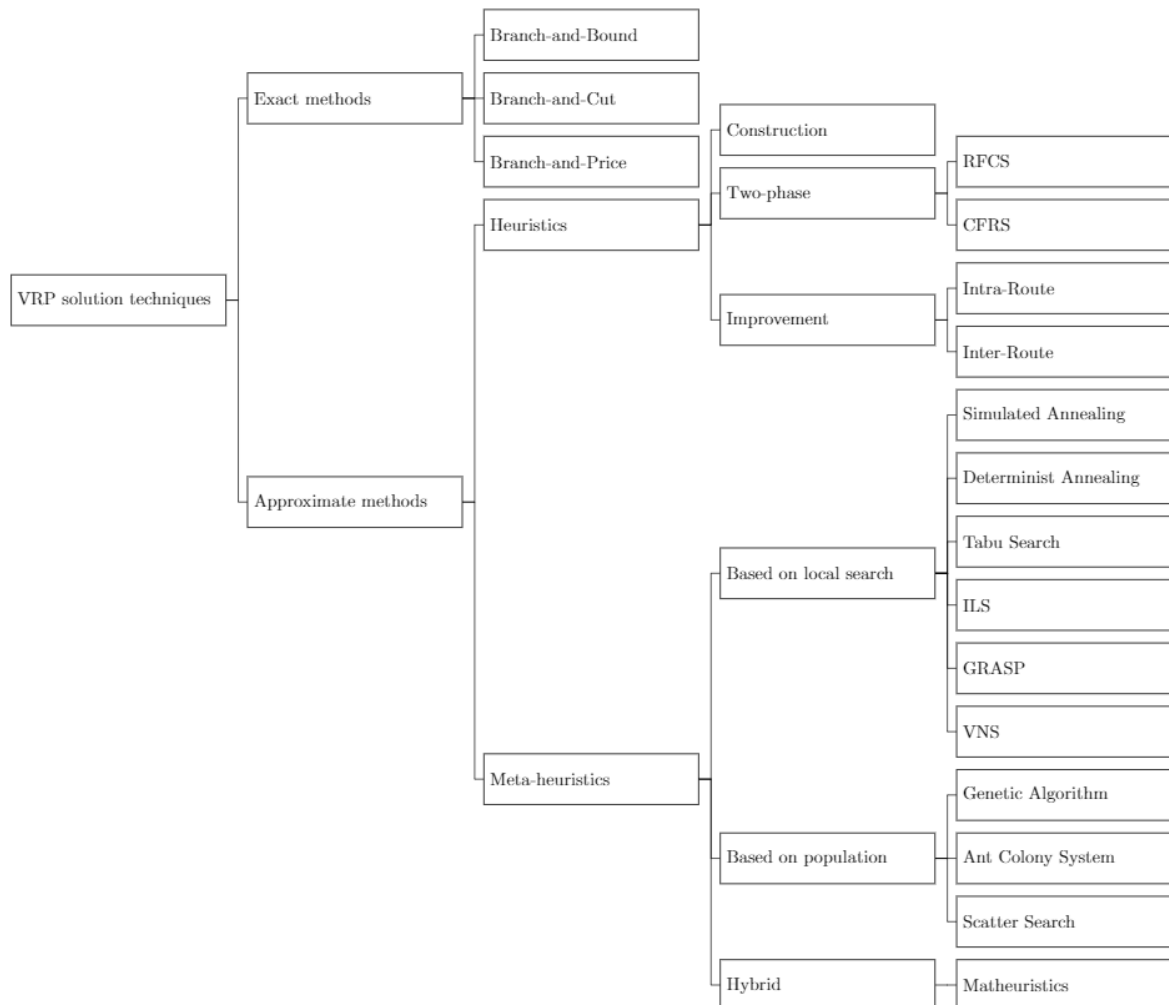 Branch-and-Bound
Exact methods
Branch-and-Cut
Construction
Branch-and-Price
RFCS
Two-phase
Heuristics
CFRS
VRP solution techniques
Intra-Route
Improvement
Inter-Route
Simulated Annealing
Determinist Annealing
Approximate methods
Tabu Search
Based on local search
ILS
GRASP
VNS
Meta-heuristics
Genetic Algorithm
Based on population
Ant Colony System
Scatter Search
Hybrid
Matheuristics